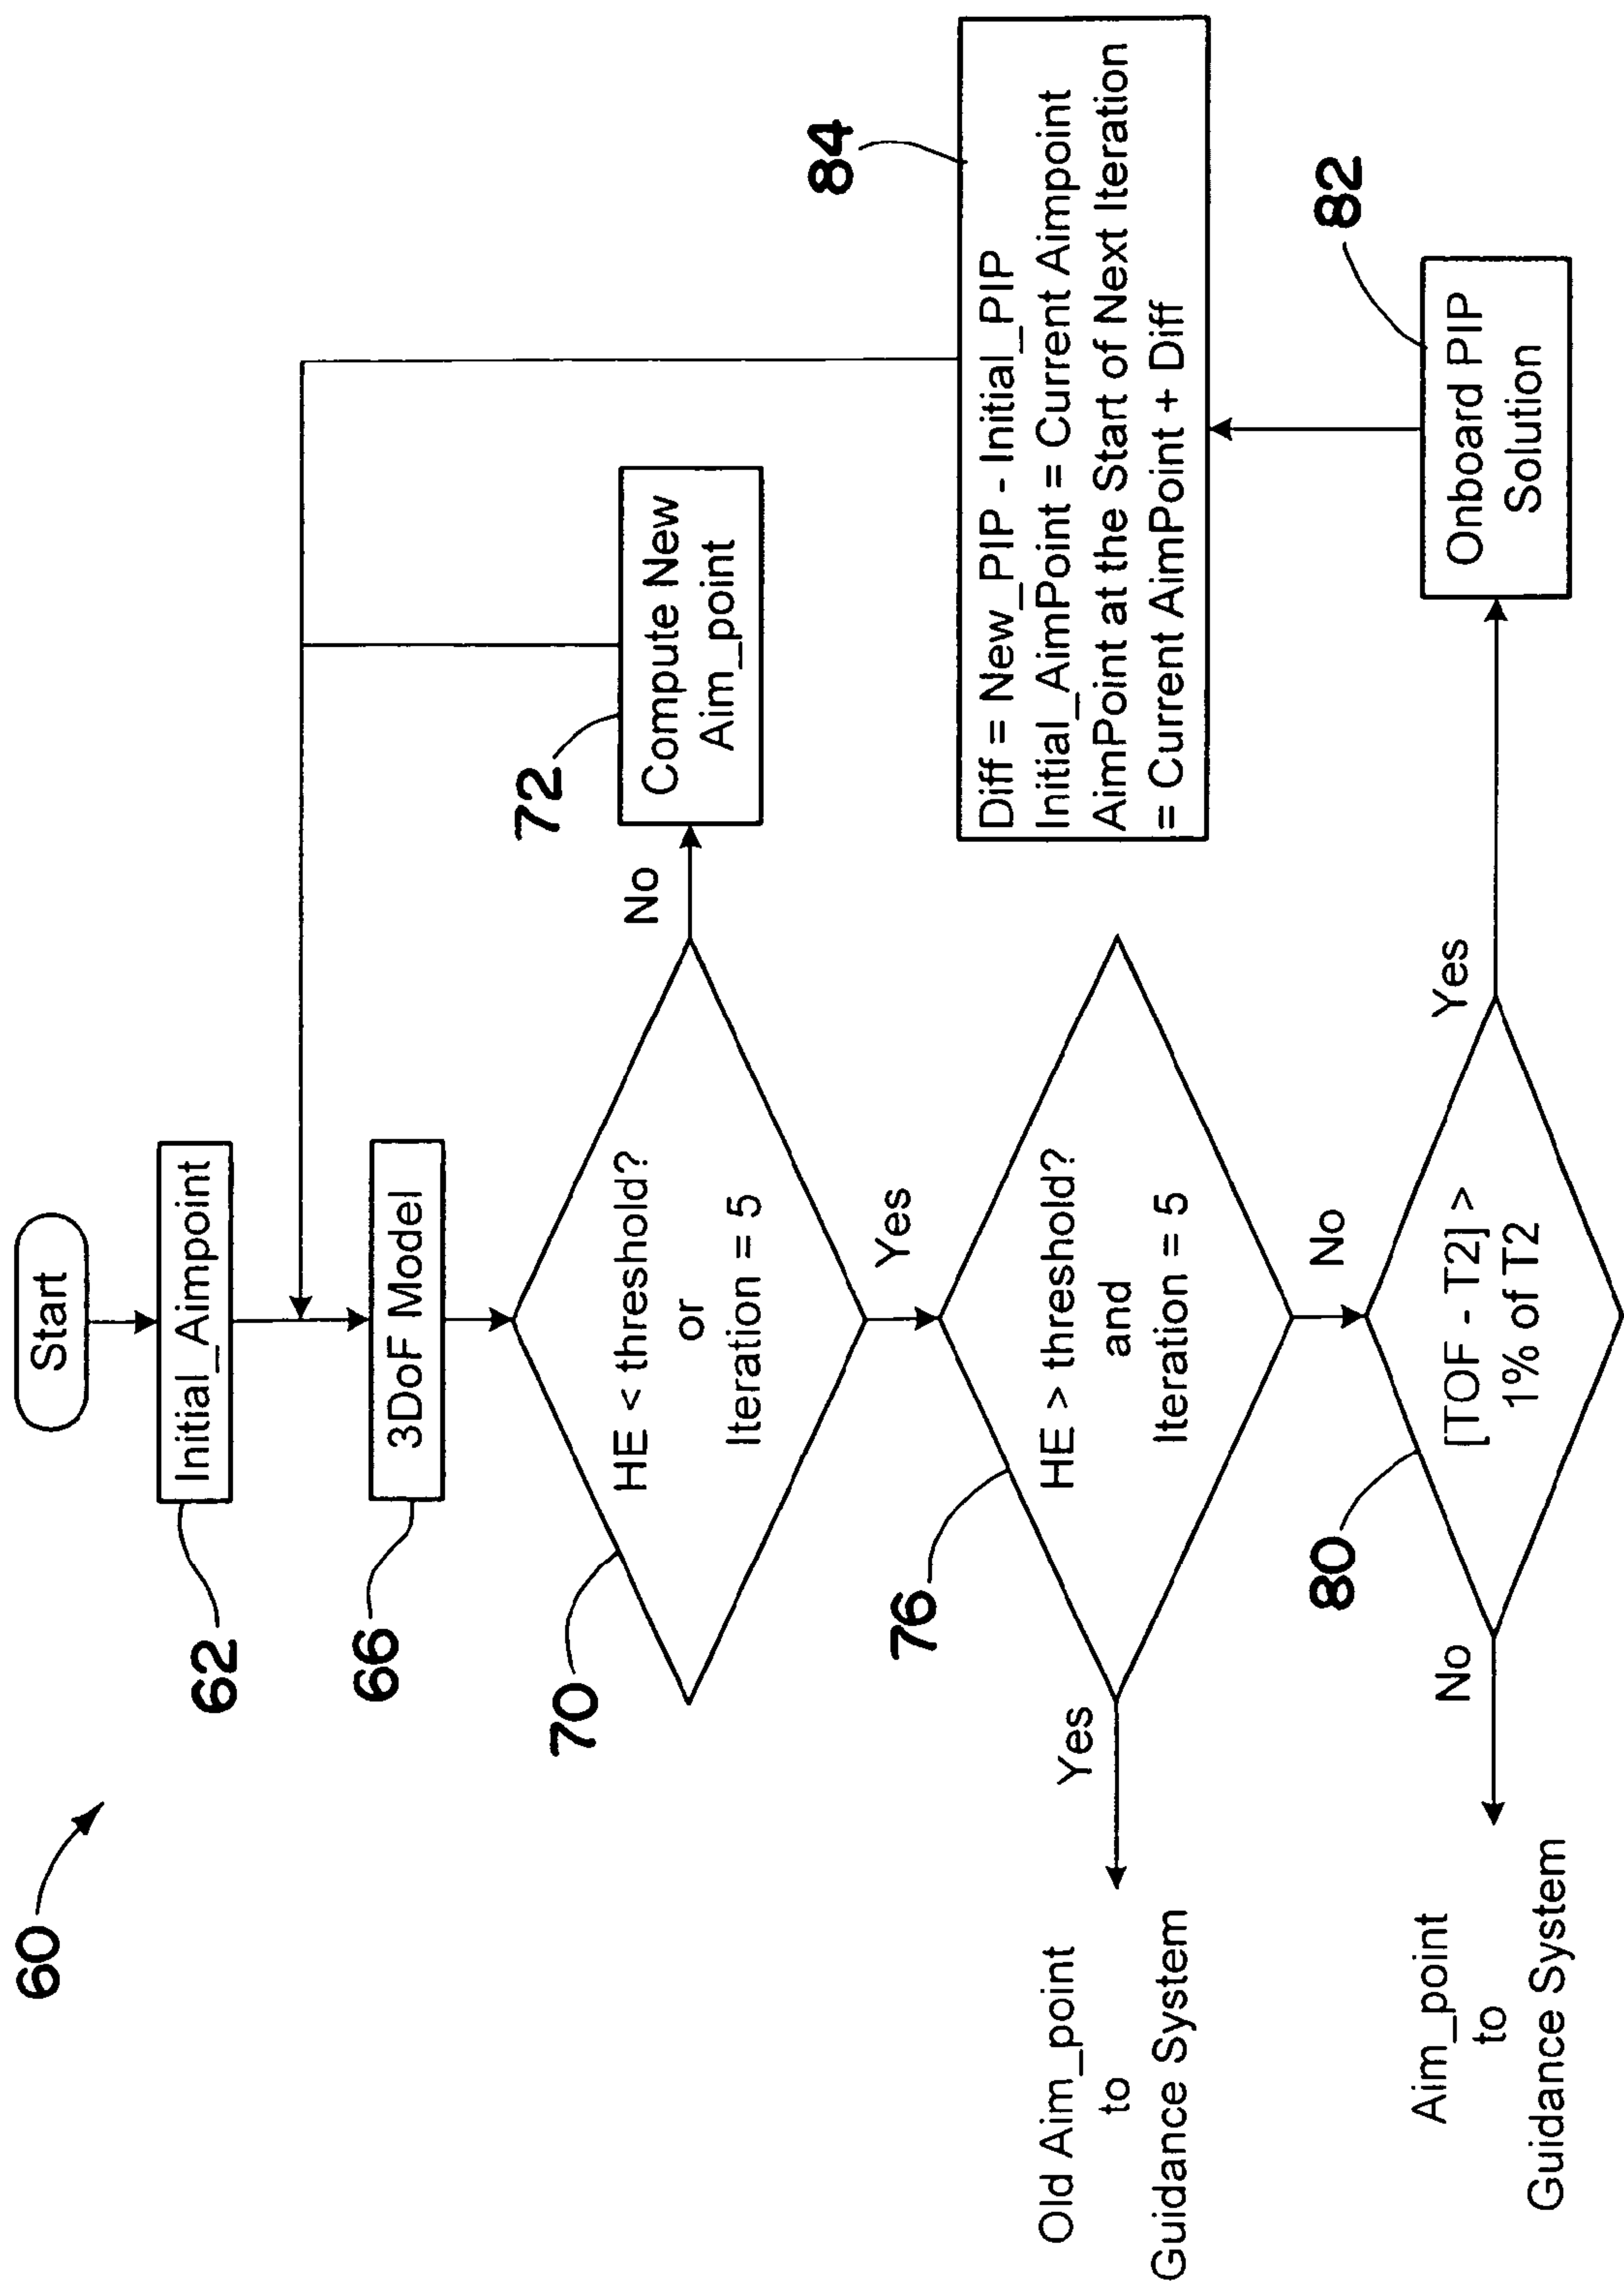 60
Start
Initial_Aimpoint
62
3DoF Model
66
HE < threshold?
or
Iteration = 5
70
No
Compute New
Aim_point
72
Yes
HE > threshold?
and
Iteration = 5
76
Yes
Old Aim_point
to
Guidance System
No
[TOF - T2] >
1% of T2
80
No
Aim_point
to
Guidance System
Yes
Onboard PIP
Solution
82
Diff = New_PIP - Initial_PIP
Initial_AimPoint = Current Aimpoint
AimPoint at the Start of Next Iteration
= Current AimPoint + Diff
84